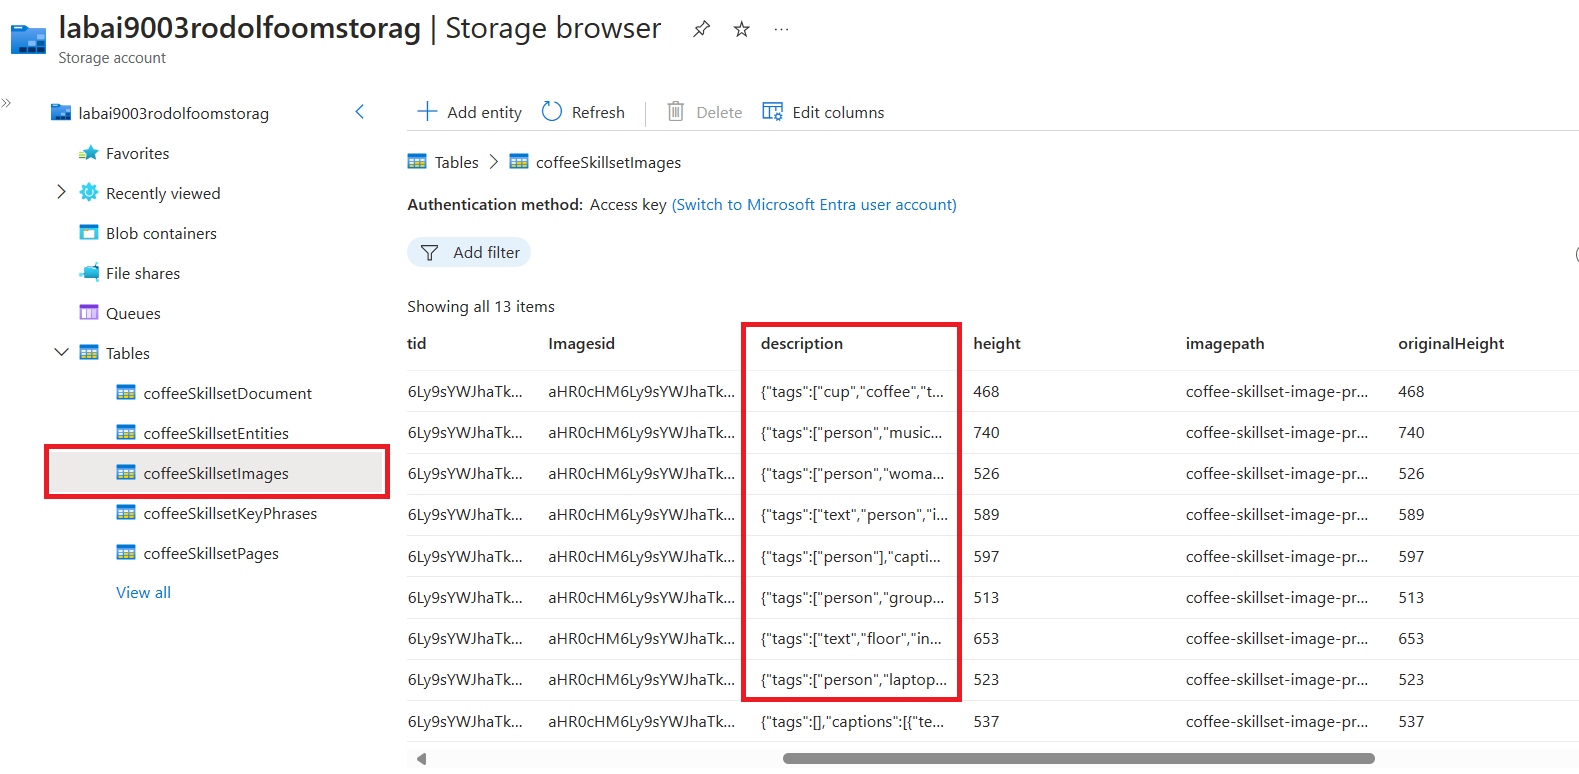 labai9003rodolfoomstorag | Storage browser
Storage account
labai9003rodolfoomstorag
Favorites
Recently viewed
Blob containers
File shares
Queues
Tables
coffeeSkillsetDocument
coffeeSkillsetEntities
coffeeSkillsetImages
coffeeSkillsetKeyPhrases
coffeeSkillsetPages
View all
Add entity Refresh Delete Edit columns
Tables > coffeeSkillsetImages
Authentication method: Access key (Switch to Microsoft Entra user account)
Add filter
Showing all 13 items
tid Imagesid description height imagepath originalHeight
6Ly9sYWJhaTk... aHR0cHM6Ly9sYWJhaTk... {"tags":["cup","coffee","t... 468 coffee-skillset-image-pr... 468
6Ly9sYWJhaTk... aHR0cHM6Ly9sYWJhaTk... {"tags":["person","music... 740 coffee-skillset-image-pr... 740
6Ly9sYWJhaTk... aHR0cHM6Ly9sYWJhaTk... {"tags":["person","woma... 526 coffee-skillset-image-pr... 526
6Ly9sYWJhaTk... aHR0cHM6Ly9sYWJhaTk... {"tags":["text","person","i... 589 coffee-skillset-image-pr... 589
6Ly9sYWJhaTk... aHR0cHM6Ly9sYWJhaTk... {"tags":["person"],"capti... 597 coffee-skillset-image-pr... 597
6Ly9sYWJhaTk... aHR0cHM6Ly9sYWJhaTk... {"tags":["person","group... 513 coffee-skillset-image-pr... 513
6Ly9sYWJhaTk... aHR0cHM6Ly9sYWJhaTk... {"tags":["text","floor","in... 653 coffee-skillset-image-pr... 653
6Ly9sYWJhaTk... aHR0cHM6Ly9sYWJhaTk... {"tags":["person","laptop... 523 coffee-skillset-image-pr... 523
6Ly9sYWJhaTk... aHR0cHM6Ly9sYWJhaTk... {"tags":[],"captions":[{"te... 537 coffee-skillset-image-pr... 537